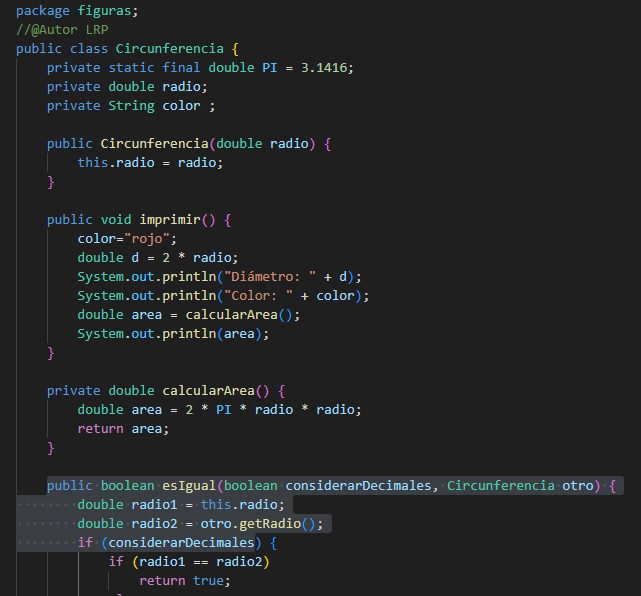 package figuras;
//@Autor LRP
public class Circunferencia {
private static final double PI = 3.1416;
private double radio;
private String color ;
public Circunferencia(double radio) {
this.radio = radio;
}
public void imprimir() {
color="rojo";
double d = 2 * radio;
System.out.println("Diámetro: " + d);
System.out.println("Color: " + color);
double area = calcularArea();
System.out.println(area);
}
private double calcularArea() {
double area = 2 * PI * radio * radio;
return area;
}
public boolean esIgual(boolean considerarDecimales, Circunferencia otro) {
double radio1 = this.radio;
double radio2 = otro.getRadio();
if (considerarDecimales) {
if (radio1 == radio2)
return true;